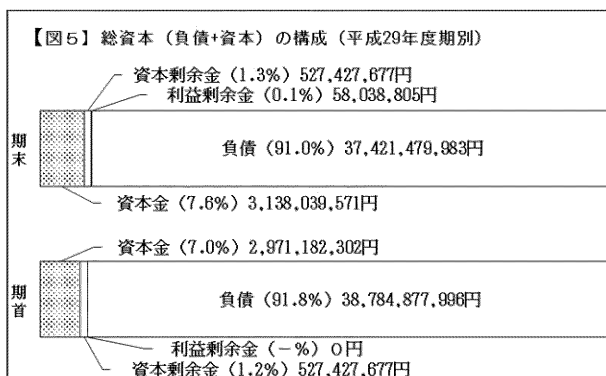 【図５】総資本（負債+資本）の構成（平成29年度期別）
資本剰余金（1.3%）527,427,677円
利益剰余金（0.1%）58,038,805円
期末
負債（91.0%）37,421,479,983円
資本金（7.6%）3,138,039,571円
資本金（7.0%）2,971,182,302円
期首
負債（91.8%）38,784,877,996円
利益剰余金（－%）０円
資本剰余金（1.2%）527,427,677円